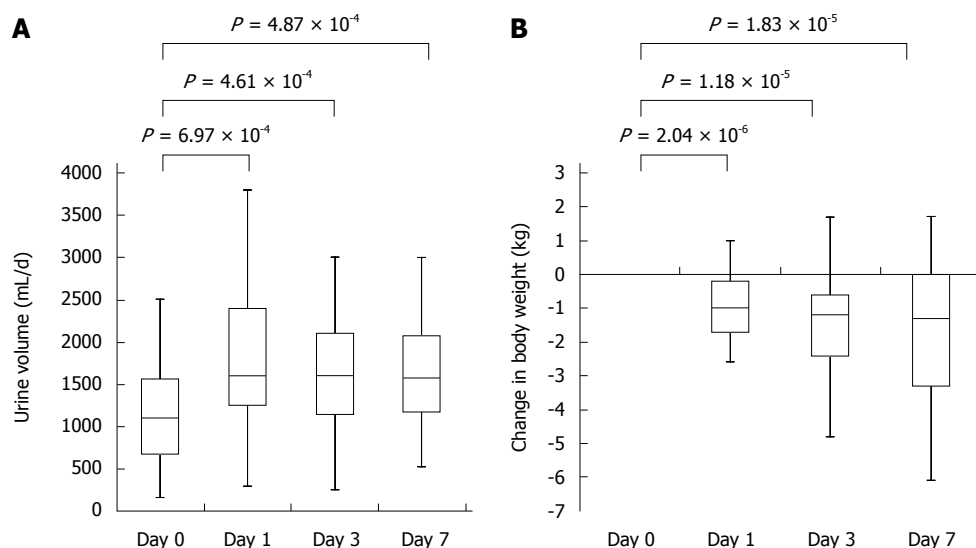 A
P = 4.87 × 10-4
P = 4.61 × 10-4
P = 6.97 × 10-4
Urine volume (mL/d)
4000
3500
3000
2500
2000
1500
1000
500
0
Day 0 Day 1 Day 3 Day 7
B
P = 1.83 × 10-5
P = 1.18 × 10-5
P = 2.04 × 10-6
Change in body weight (kg)
3
2
1
0
-1
-2
-3
-4
-5
-6
-7
Day 0 Day 1 Day 3 Day 7